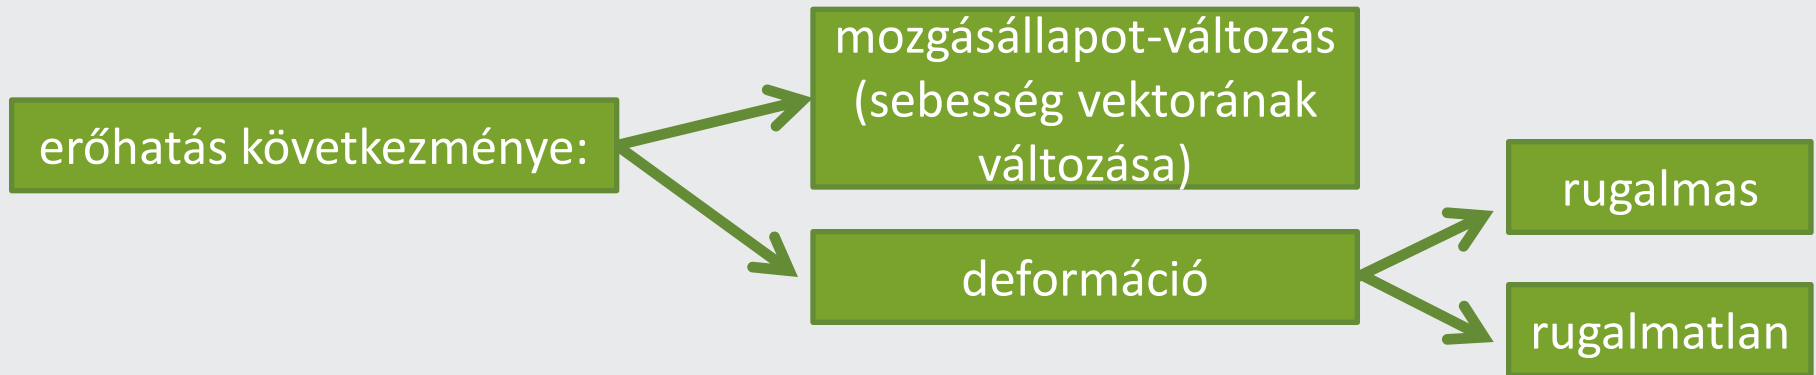 erőhatás következménye:
mozgásállapot-változás
(sebesség vektorának
változása)
deformáció
rugalmas
rugalmatlan